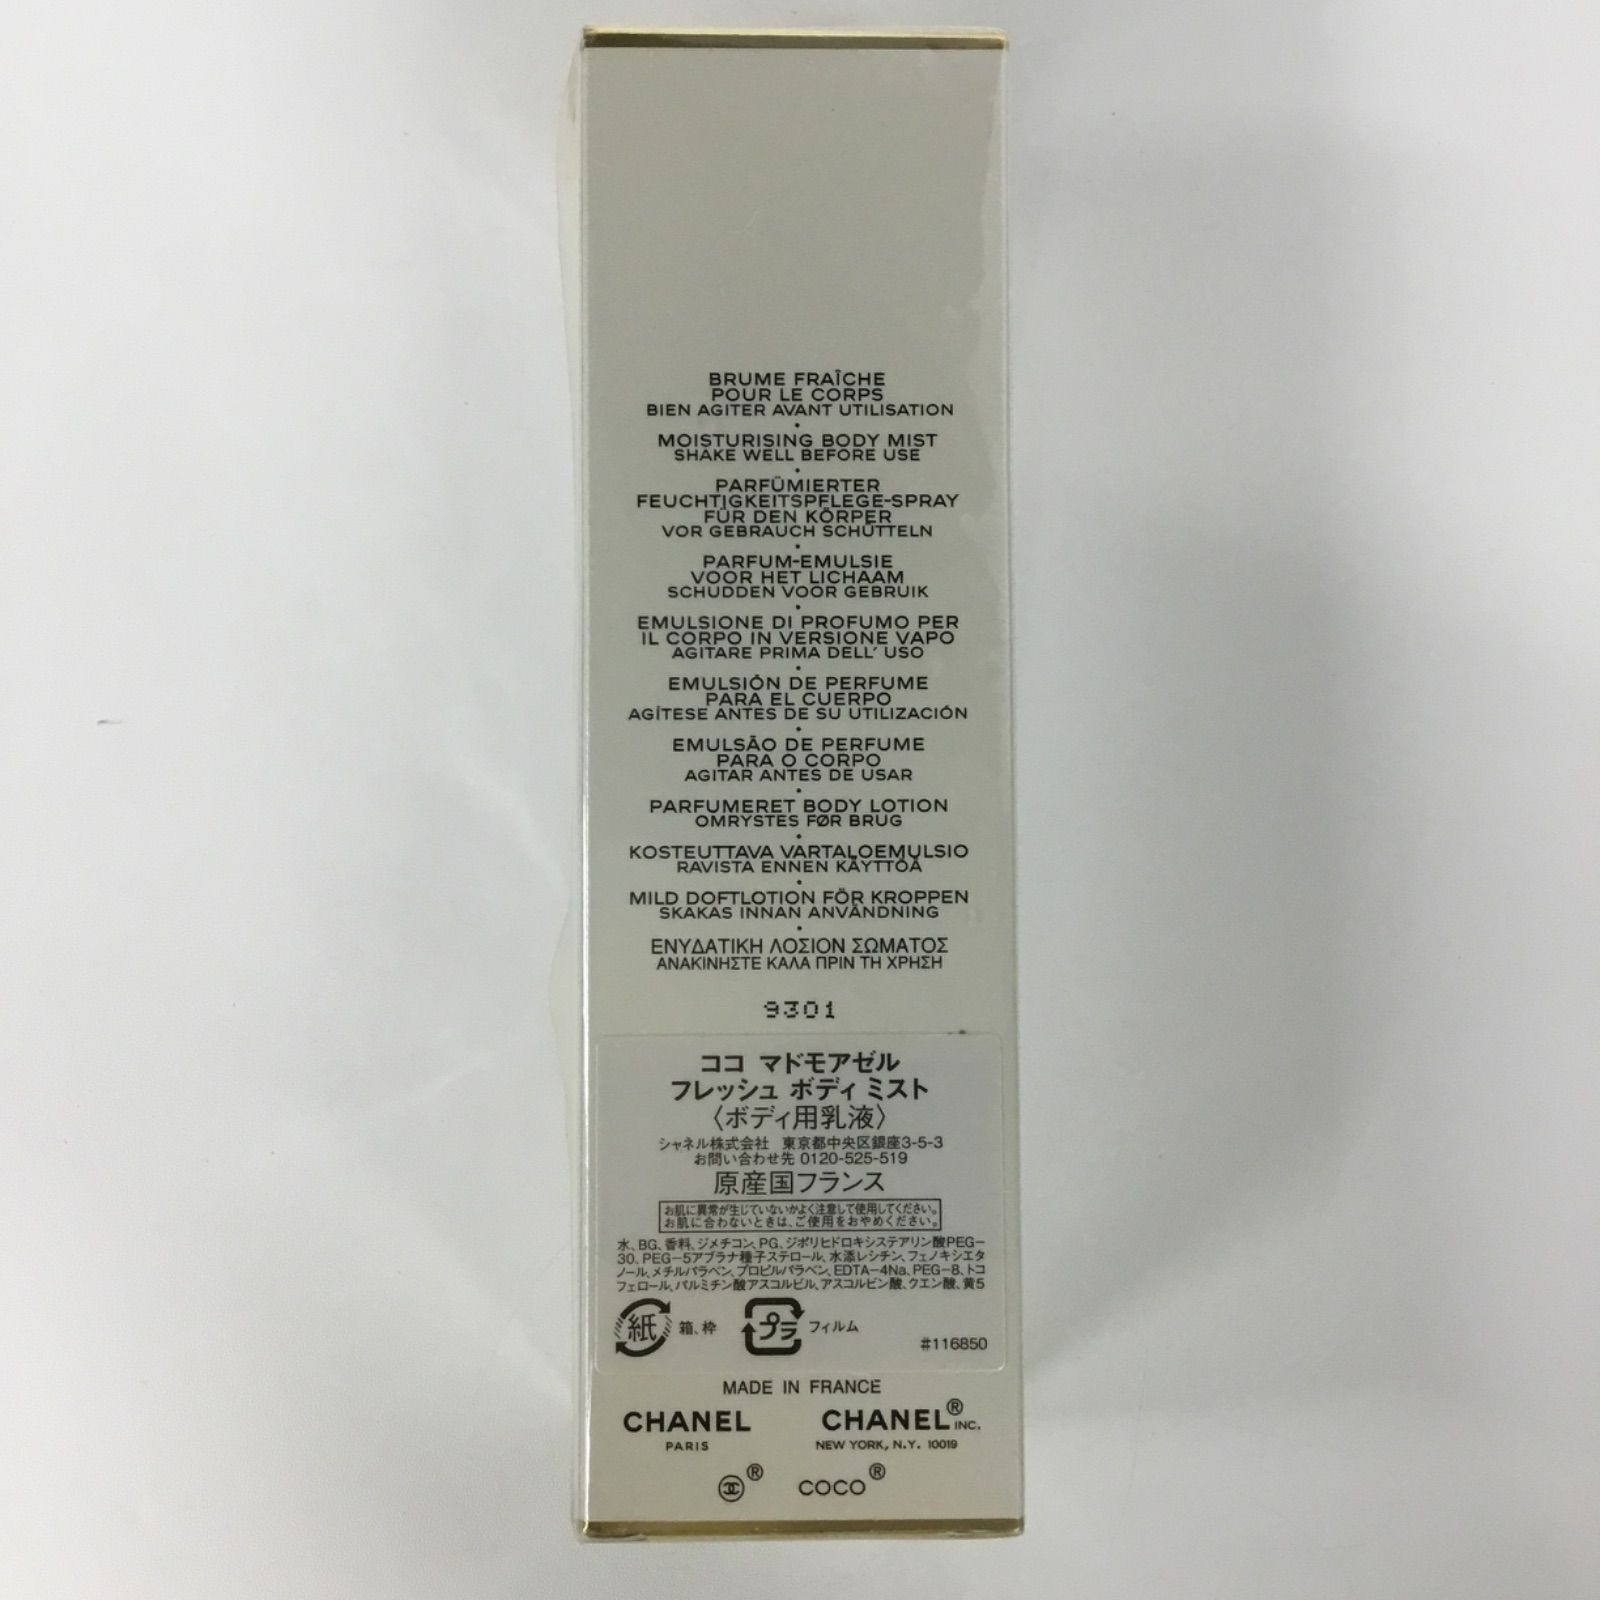 BRUME FRAÎCHE
POUR LE CORPS
BIEN AGITER AVANT UTILISATION
•
MOISTURISING BODY MIST
SHAKE WELL BEFORE USE
•
PARFÜMIERTER
FEUCHTIGKEITSPFLEGE-SPRAY
FÜR DEN KÖRPER
VOR GEBRAUCH SCHÜTTELN
•
PARFUM-EMULSIE
VOOR HET LICHAAM
SCHUDDEN VOOR GEBRUIK
•
EMULSIONE DI PROFUMO PER
IL CORPO IN VERSIONE VAPO
AGITARE PRIMA DELL' USO
•
EMULSIÓN DE PERFUME
PARA EL CUERPO
AGÍTESE ANTES DE SU UTILIZACIÓN
•
EMULSÃO DE PERFUME
PARA O CORPO
AGITAR ANTES DE USAR
•
PARFUMERET BODY LOTION
OMRYSTES FØR BRUG
•
KOSTEUTTAVA VARTALOEMULSIO
RAVISTA ENNEN KÄYTTÖÄ
•
MILD DOFTLOTION FÖR KROPPEN
SKAKAS INNAN ANVÄNDNING
•
ΕΝΥΔΑΤΙΚΗ ΛΟΣΙΟΝ ΣΩΜΑΤΟΣ
ΑΝΑΚΙΝΗΣΤΕ ΚΑΛΑ ΠΡΙΝ ΤΗ ΧΡΗΣΗ
9301
ココ マドモアゼル
フレッシュ ボディ ミスト
〈ボディ用乳液〉
シャネル株式会社 東京都中央区銀座3-5-3
お問い合わせ先 0120-525-519
原産国フランス
お肌に異常が生じていないかよく注意して使用してください。
お肌に合わないときは、ご使用をおやめください。
水、BG、香料、ジメチコン、PG、ジポリヒドロキシステアリン酸PEG-
30、PEG-5アブラナ種子ステロール、水添レシチン、フェノキシエタ
ノール、メチルパラベン、プロピルパラベン、EDTA-4Na、PEG-8、トコ
フェロール、パルミチン酸アスコルビル、アスコルビン酸、クエン酸、黄5
紙 箱、枠 プラ フィルム
#116850
MADE IN FRANCE
CHANEL CHANEL® INC.
PARIS NEW YORK, N.Y. 10019
® COCO®